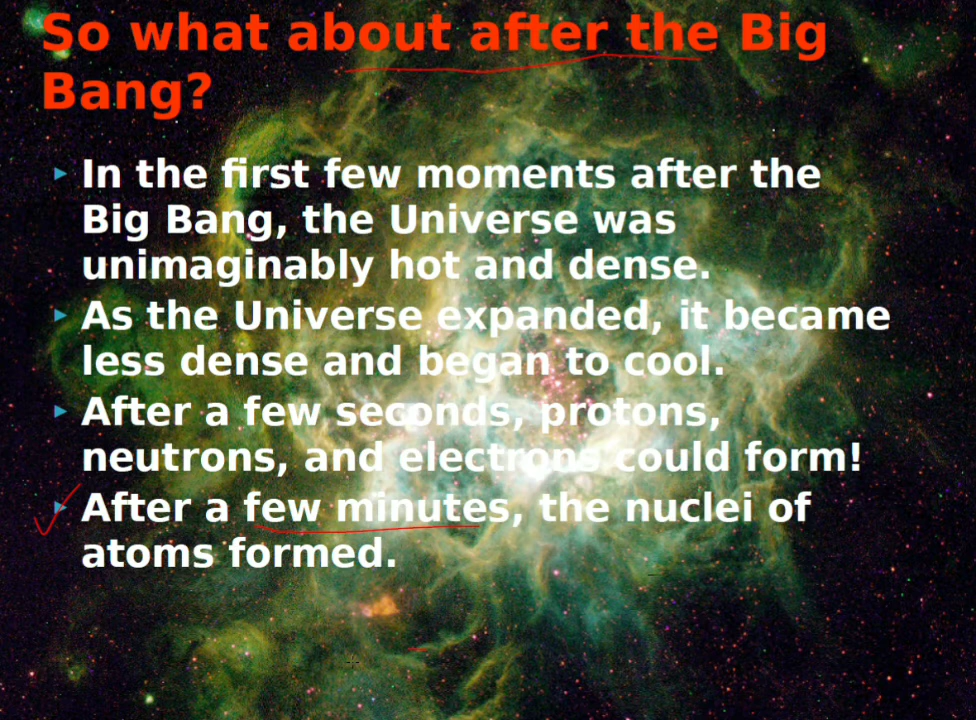 So what about after the Big
Bang?
In the first few moments after the
Big Bang, the Universe was
unimaginably hot and dense.
As the Universe expanded, it became
less dense and began to cool.
After a few seconds, protons,
neutrons, and electrons could form!
After a few minutes, the nuclei of
atoms formed.